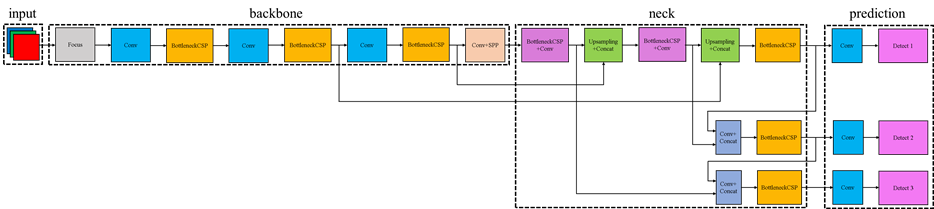 input
backbone
neck
prediction
Focus
Conv
BottleneckCSP
Conv
BottleneckCSP
Conv
BottleneckCSP
Conv+SPP
BottleneckCSP
+Conv
Upsampling
+Concat
BottleneckCSP
+Conv
Upsampling
+Concat
BottleneckCSP
Conv
Detect 1
Conv+
Concat
BottleneckCSP
Conv
Detect 2
Conv+
Concat
BottleneckCSP
Conv
Detect 3